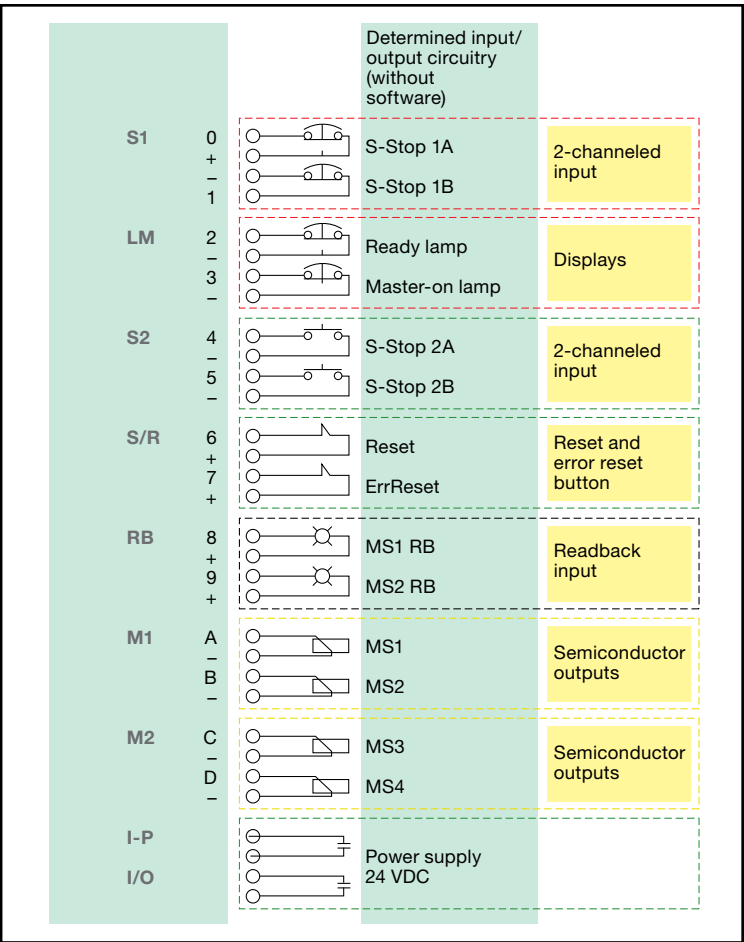 Determined input/
output circuitry
(without
software)
S1
0
+
–
1
S-Stop 1A
S-Stop 1B
2-channeled
input
LM
2
–
3
–
Ready lamp
Master-on lamp
Displays
S2
4
–
5
–
S-Stop 2A
S-Stop 2B
2-channeled
input
S/R
6
+
7
+
Reset
ErrReset
Reset and
error reset
button
RB
8
+
9
+
MS1 RB
MS2 RB
Readback
input
M1
A
–
B
–
MS1
MS2
Semiconductor
outputs
M2
C
–
D
–
MS3
MS4
Semiconductor
outputs
I-P
I/O
Power supply
24 VDC